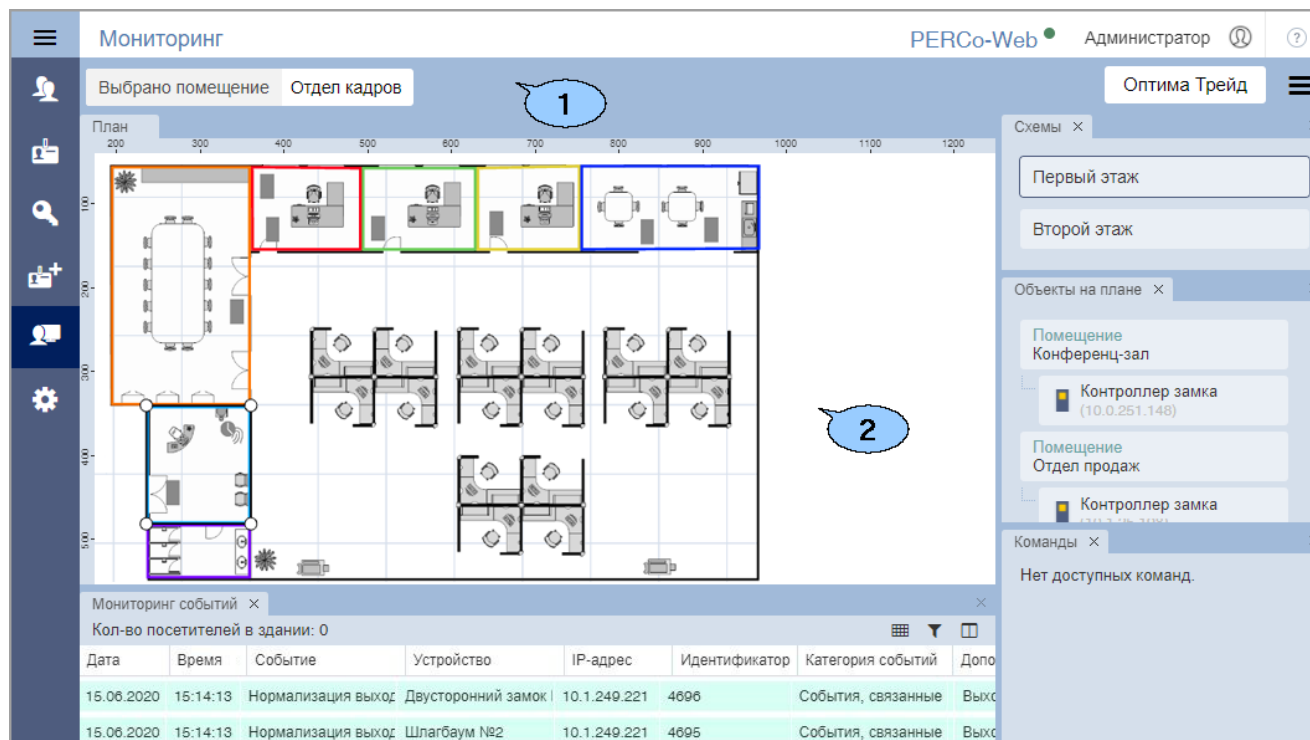 Мониторинг
PERCo-Web
Администратор
?
Выбрано помещение Отдел кадров
1
Оптима Трейд
План
200 300 400 500 600 700 800 900 1000 1100 1200
100
200
300
400
500
2
Схемы ×
Первый этаж
Второй этаж
Объекты на плане ×
Помещение
Конференц-зал
Контроллер замка
(10.0.251.148)
Помещение
Отдел продаж
Контроллер замка
Команды ×
Нет доступных команд.
Мониторинг событий ×
Кол-во посетителей в здании: 0
Дата Время Событие Устройство IP-адрес Идентификатор Категория событий Допо
15.06.2020 15:14:13 Нормализация выход Двусторонний замок 10.1.249.221 4696 События, связанные Выхо
15.06.2020 15:14:13 Нормализация выход Шлагбаум №2 10.1.249.221 4695 События, связанные Выхо